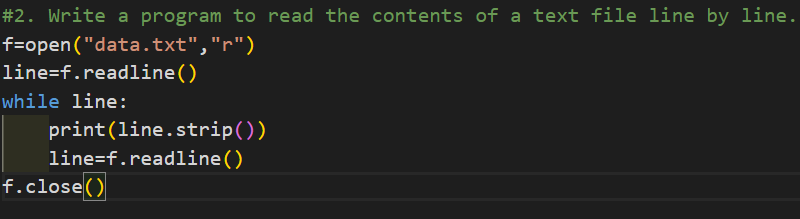 #2. Write a program to read the contents of a text file line by line.
f=open("data.txt","r")
line=f.readline()
while line:
    print(line.strip())
    line=f.readline()
f.close()